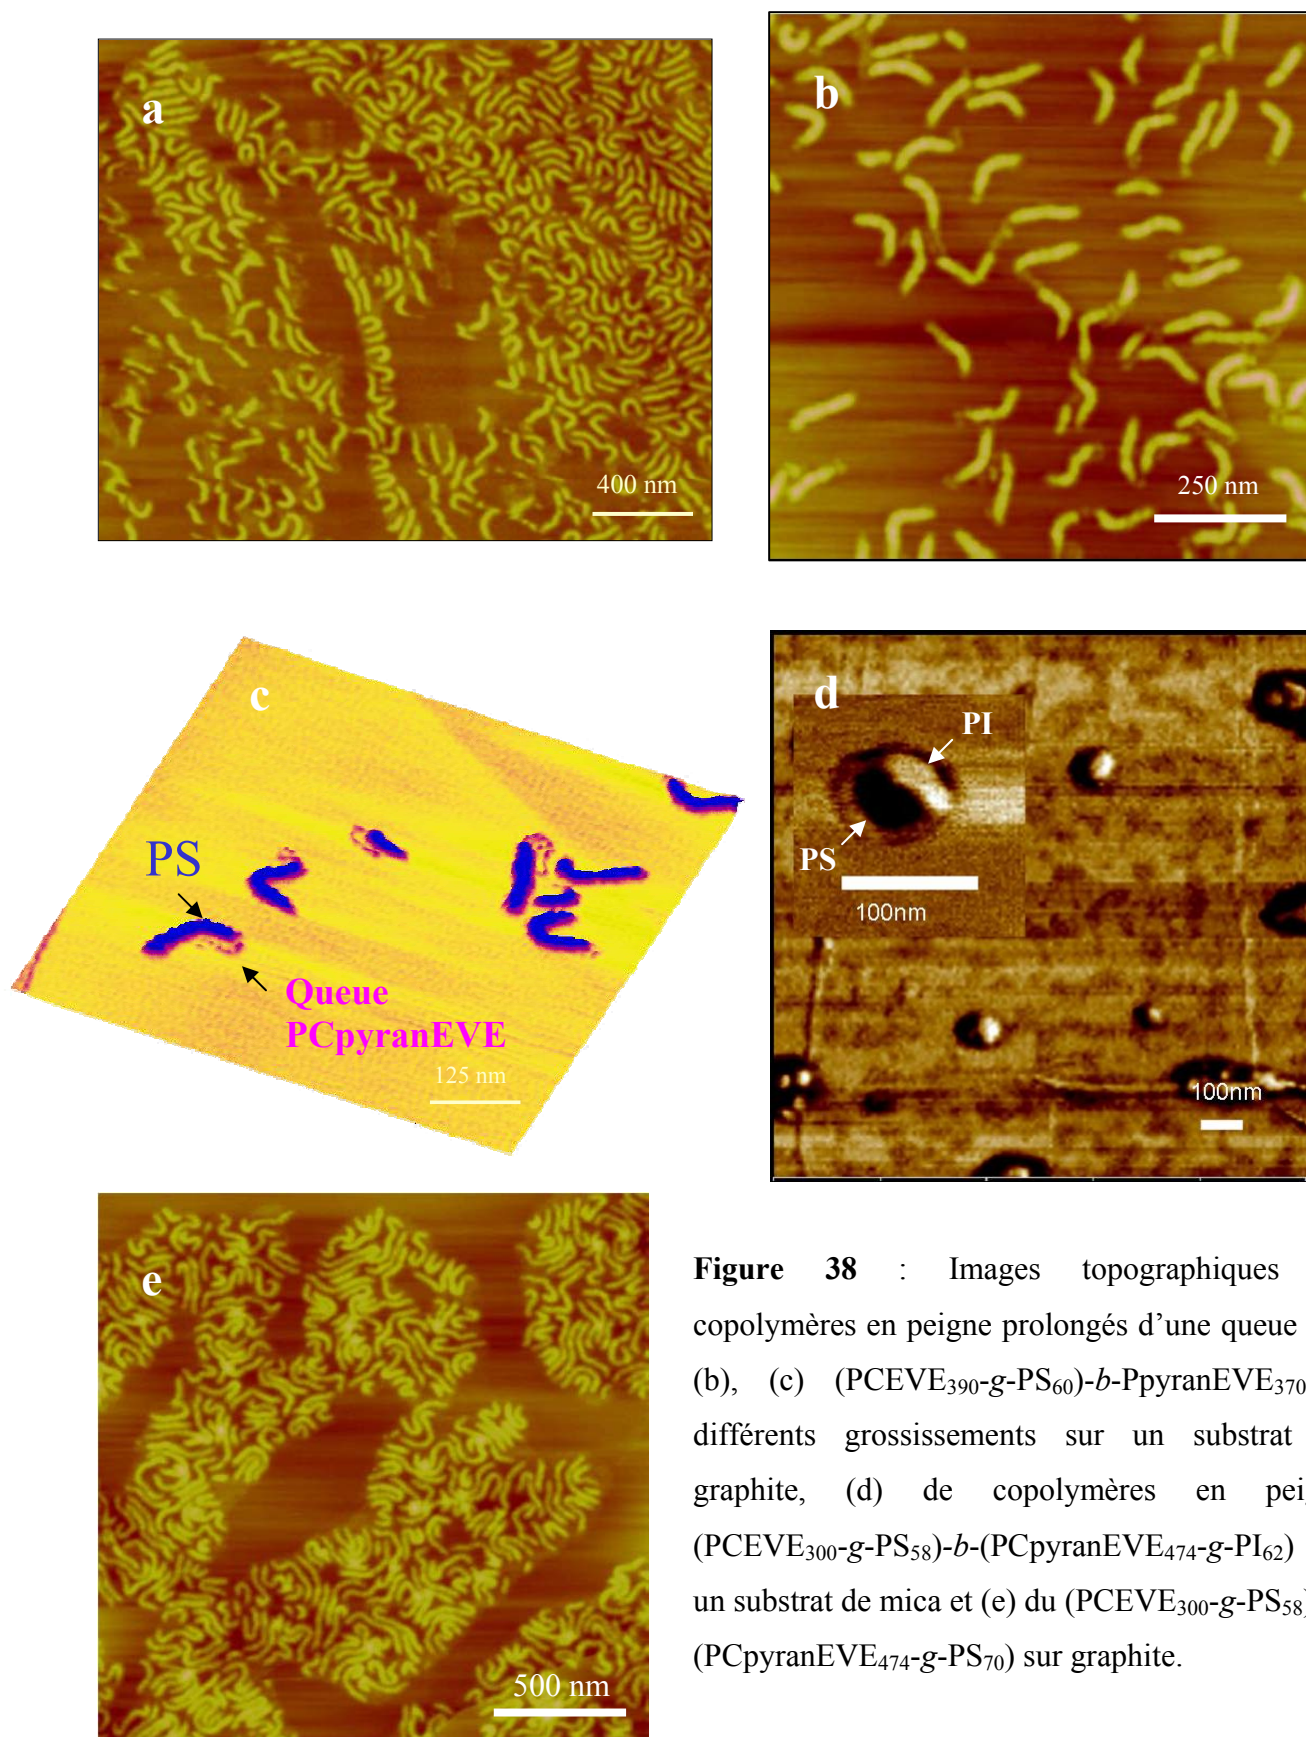 a
400 nm
b
250 nm
c
PS
Queue
PCpyranEVE
125 nm
d
PI
PS
100nm
100nm
e
500 nm
Figure 38 : Images topographiques
copolymères en peigne prolongés d’une queue
(b), (c) (PCEVE390-g-PS60)-b-PpyranEVE370
différents grossissements sur un substrat
graphite, (d) de copolymères en peig
(PCEVE300-g-PS58)-b-(PCpyranEVE474-g-PI62)
un substrat de mica et (e) du (PCEVE300-g-PS58)
(PCpyranEVE474-g-PS70) sur graphite.